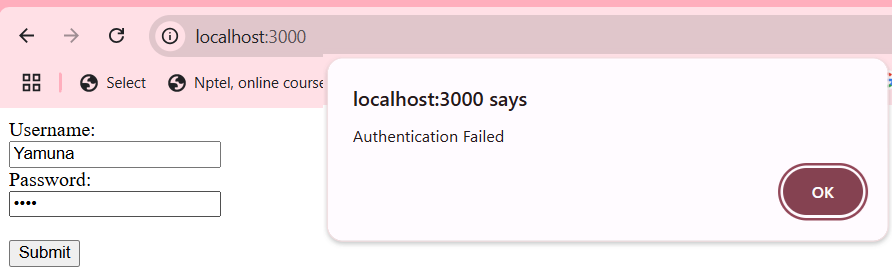 localhost:3000
Select Nptel, online course
localhost:3000 says
Authentication Failed
OK
Username:
Yamuna
Password:
••••
Submit